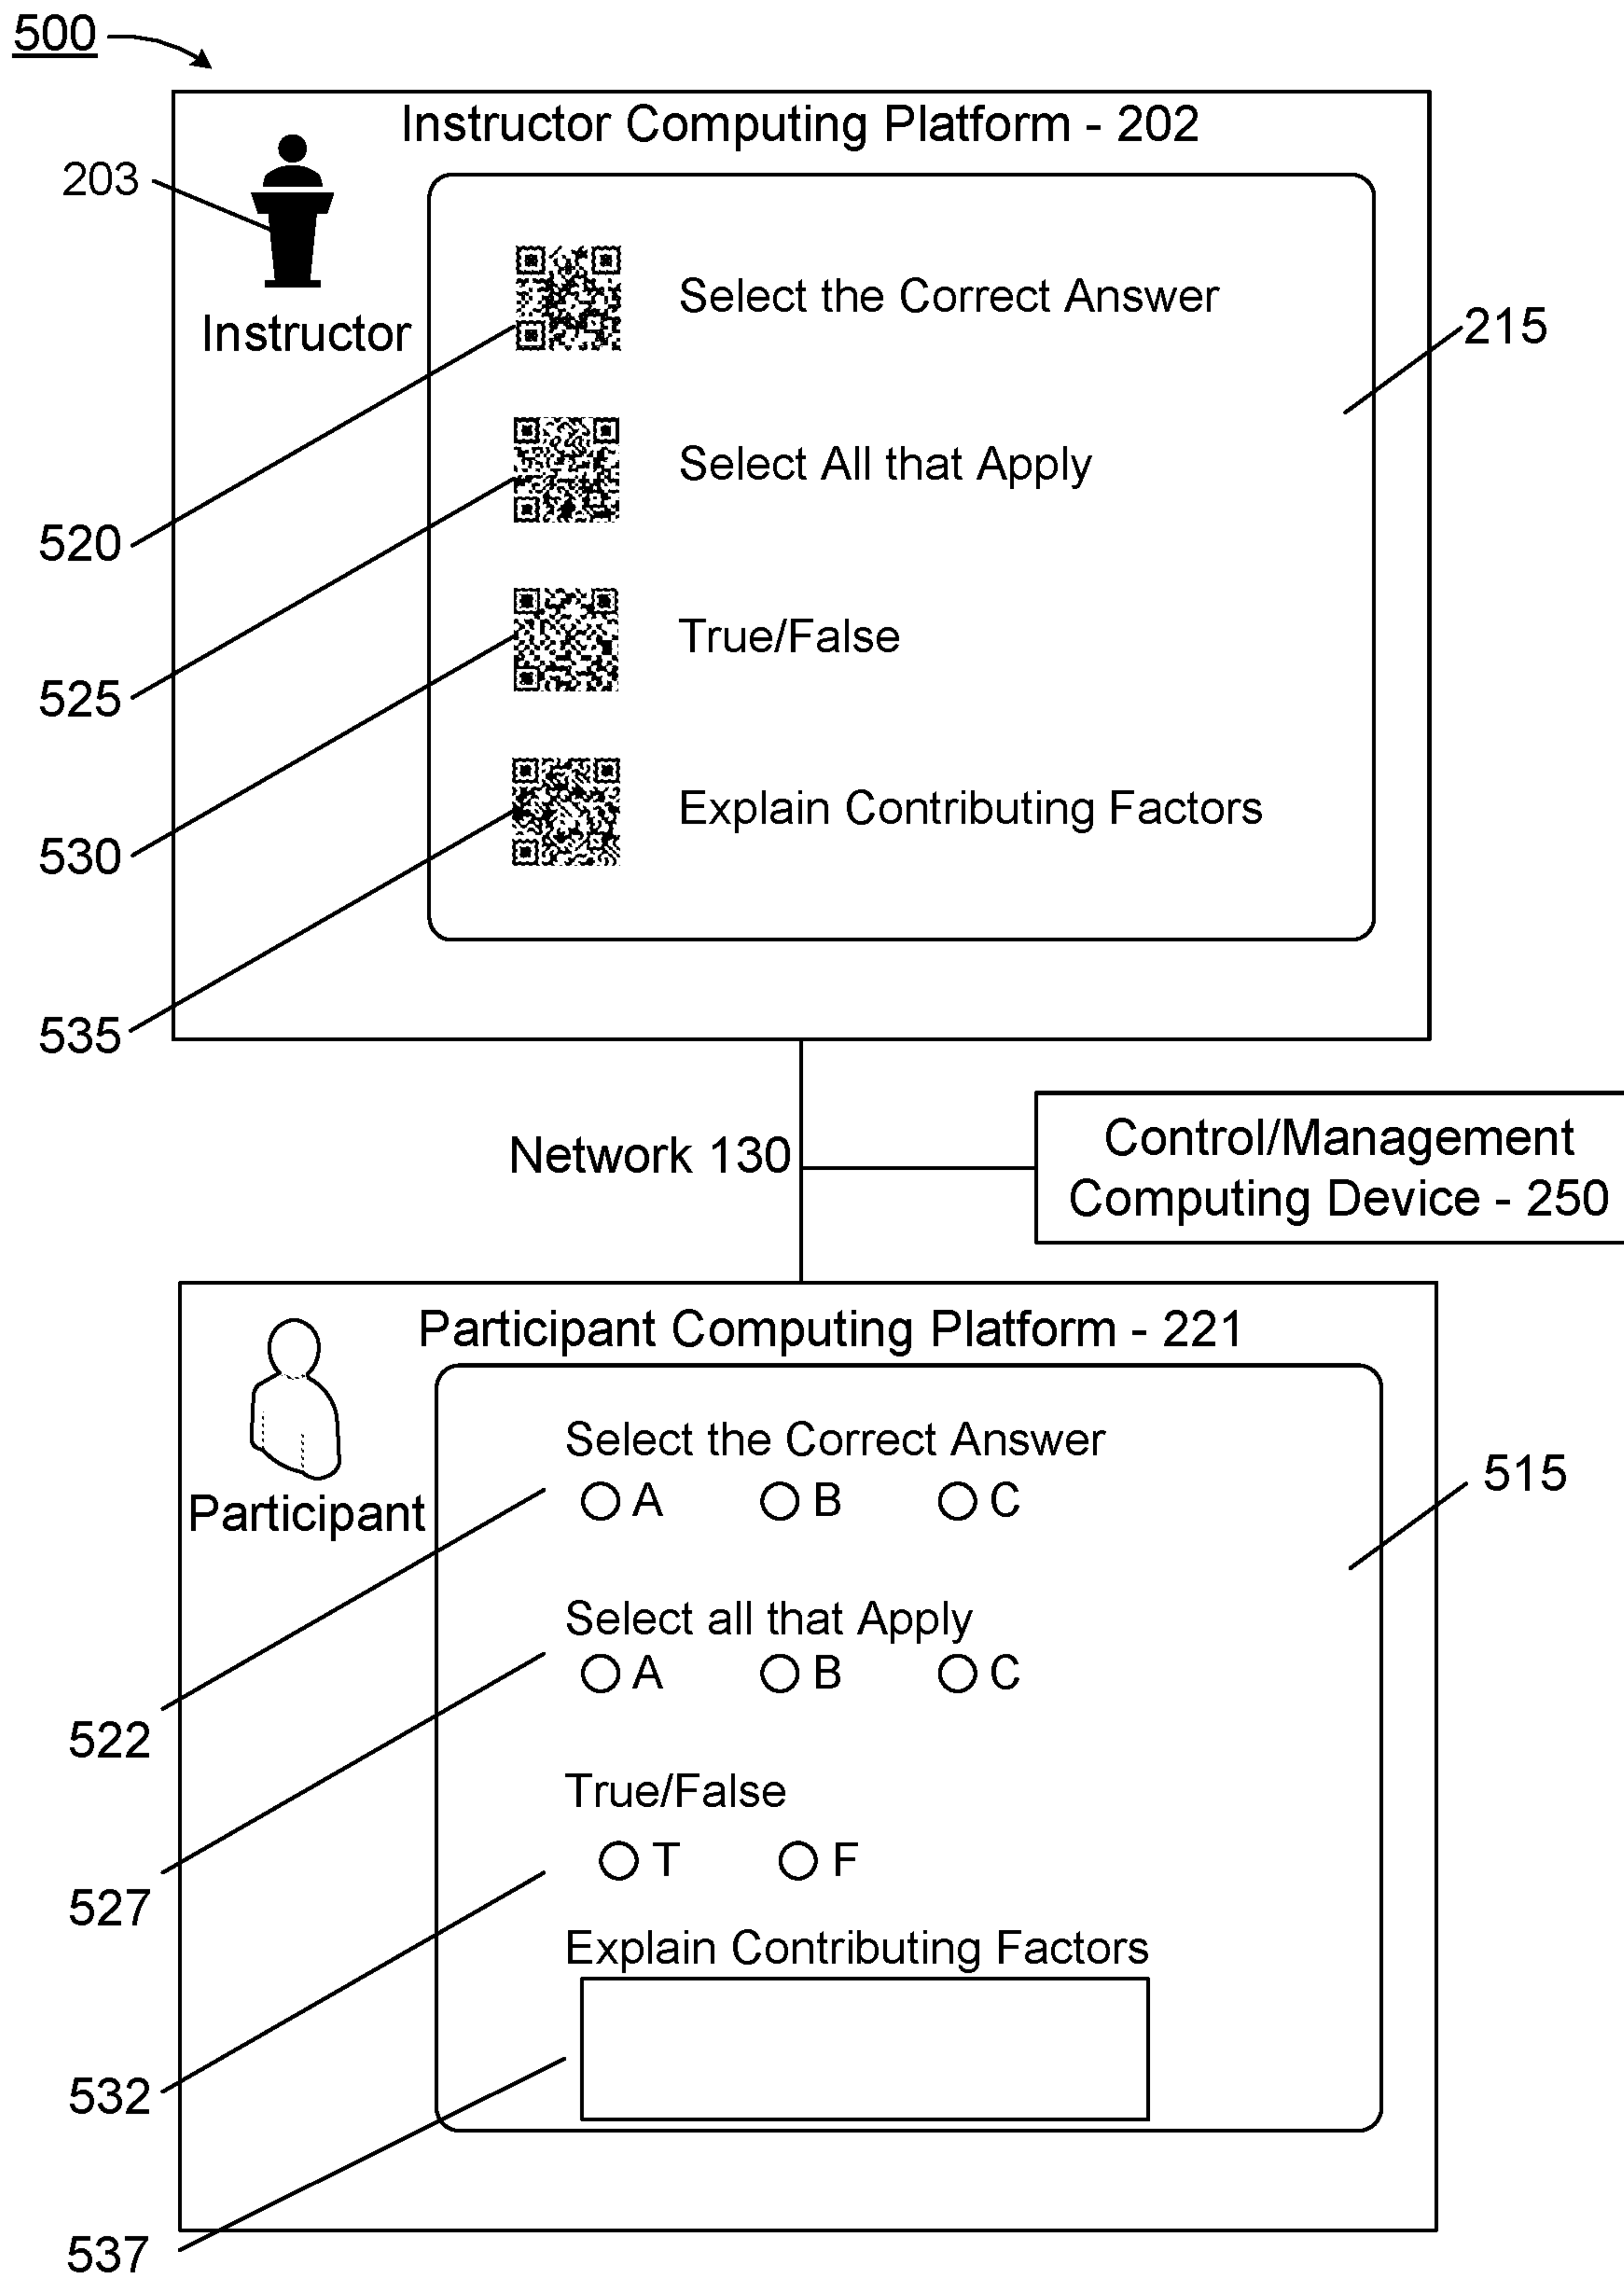 500
Instructor Computing Platform - 202
203
Instructor
Select the Correct Answer
215
Select All that Apply
520
True/False
525
Explain Contributing Factors
530
535
Network 130
Control/Management
Computing Device - 250
Participant Computing Platform - 221
Participant
Select the Correct Answer
A B C
515
Select all that Apply
A B C
522
True/False
T F
527
Explain Contributing Factors
532
537